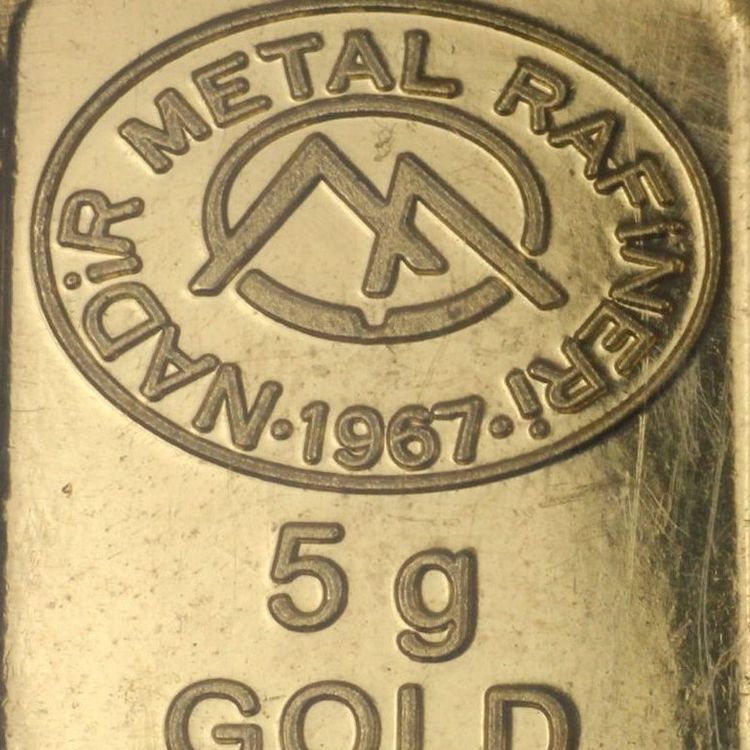 NADİR METAL RAFİNERİ
·1967·
5 g
GOLD